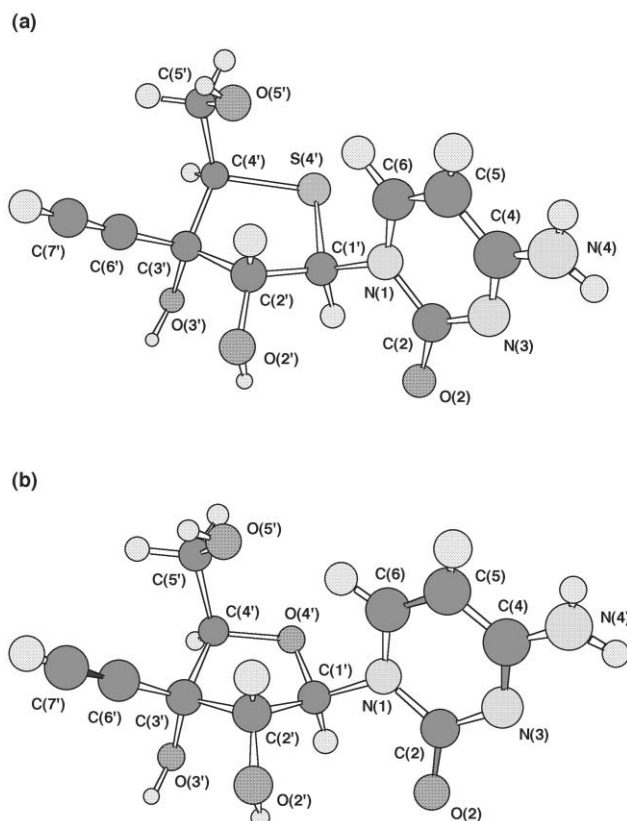 (a)
C(5')
O(5')
C(4')
S(4')
C(6)
C(5)
C(4)
N(4)
C(7')
C(6')
C(3')
C(1')
N(1)
C(2')
O(3')
C(2)
N(3)
O(2')
O(2)
(b)
O(5')
C(5')
C(6)
C(5)
C(4')
O(4')
C(4)
N(4)
C(1')
C(7')
C(6')
C(3')
N(1)
N(3)
C(2')
C(2)
O(3')
O(2')
O(2)